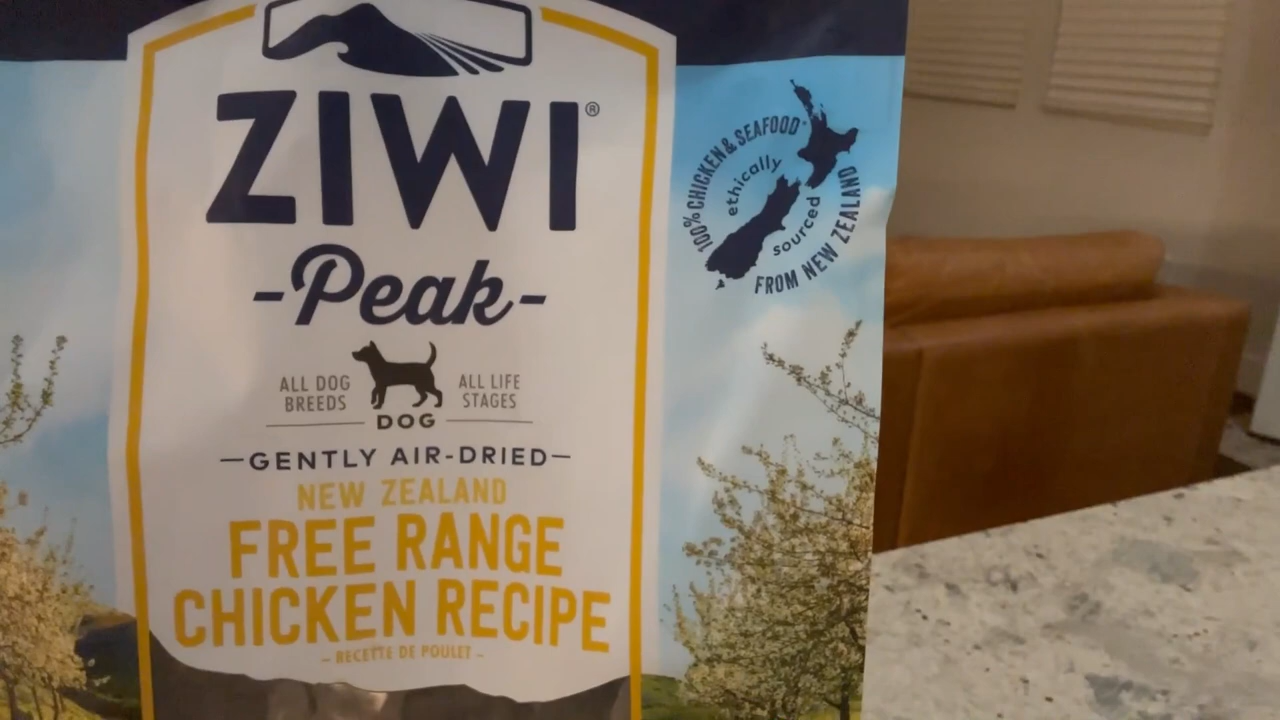 ZIWI®
-Peak-
ALL DOG BREEDS
ALL LIFE STAGES
DOG
—GENTLY AIR-DRIED—
NEW ZEALAND
FREE RANGE
CHICKEN RECIPE
- RECETTE DE POULET -
100% CHICKEN & SEAFOOD*
ethically
sourced
FROM NEW ZEALAND